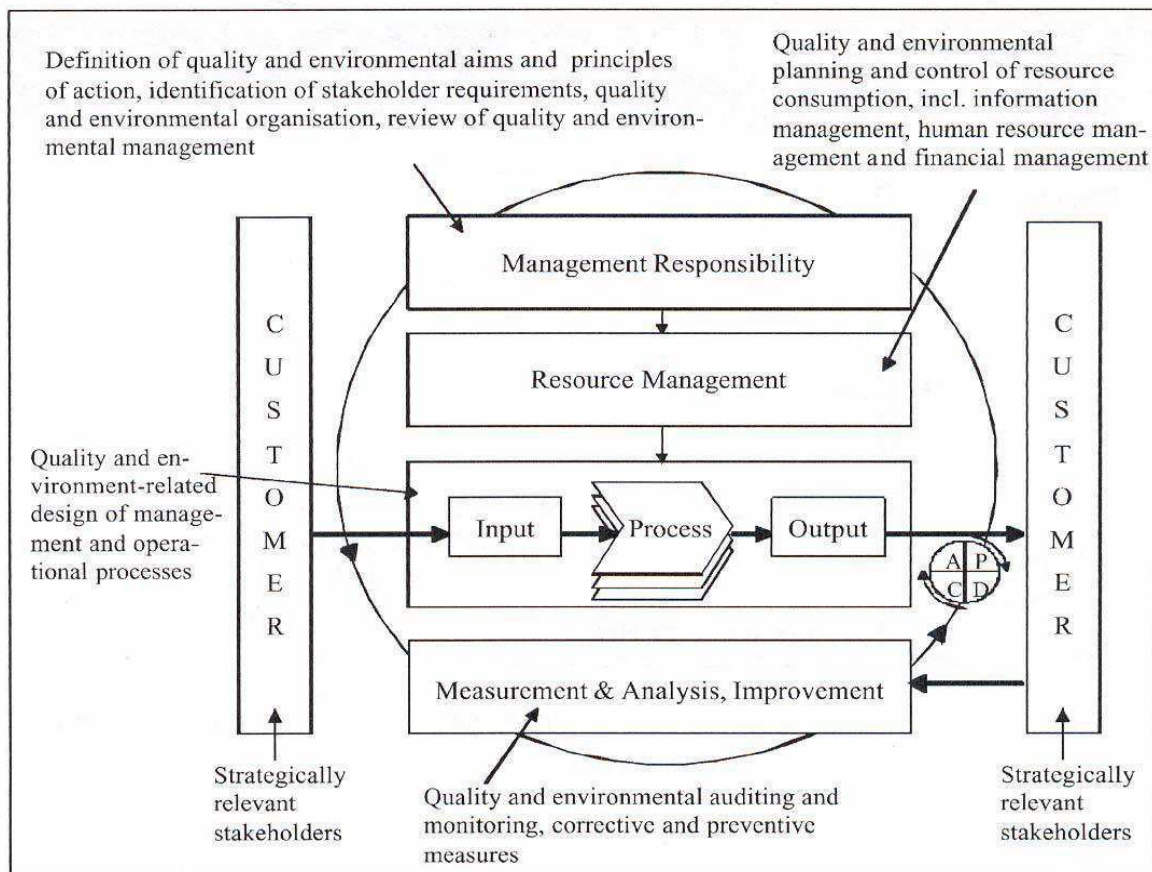 Definition of quality and environmental aims and principles
of action, identification of stakeholder requirements, quality
and environmental organisation, review of quality and environ-
mental management
Quality and environmental
planning and control of resource
consumption, incl. information
management, human resource man-
agement and financial management
Management Responsibility
Resource Management
C
U
S
T
O
M
E
R
Quality and en-
vironment-related
design of manage-
ment and opera-
tional processes
Input
Process
Output
A P
C D
C
U
S
T
O
M
E
R
Measurement & Analysis, Improvement
Strategically
relevant
stakeholders
Quality and environmental auditing and
monitoring, corrective and preventive
measures
Strategically
relevant
stakeholders